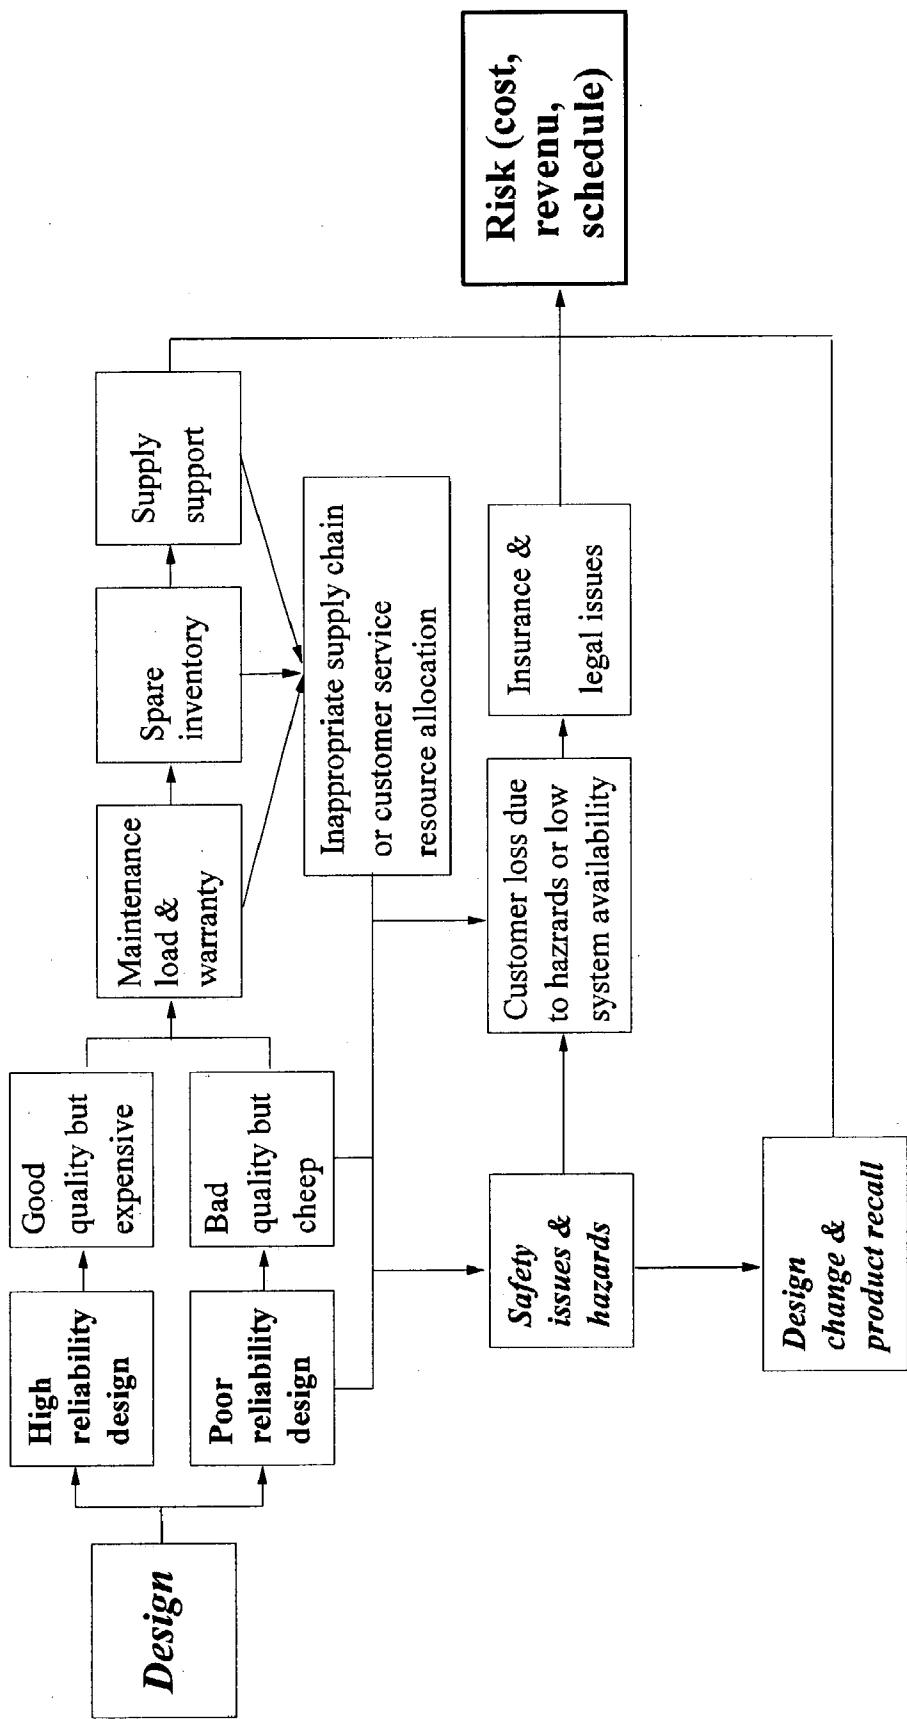 Design
High
reliability
design
Good
quality but
expensive
Poor
reliability
design
Bad
quality but
cheep
Maintenance
load &
warranty
Spare
inventory
Supply
support
Inappropriate supply chain
or customer service
resource allocation
Safety
issues &
hazards
Customer loss due
to hazards or low
system availability
Insurance &
legal issues
Risk (cost,
revenu,
schedule)
Design
change &
product recall